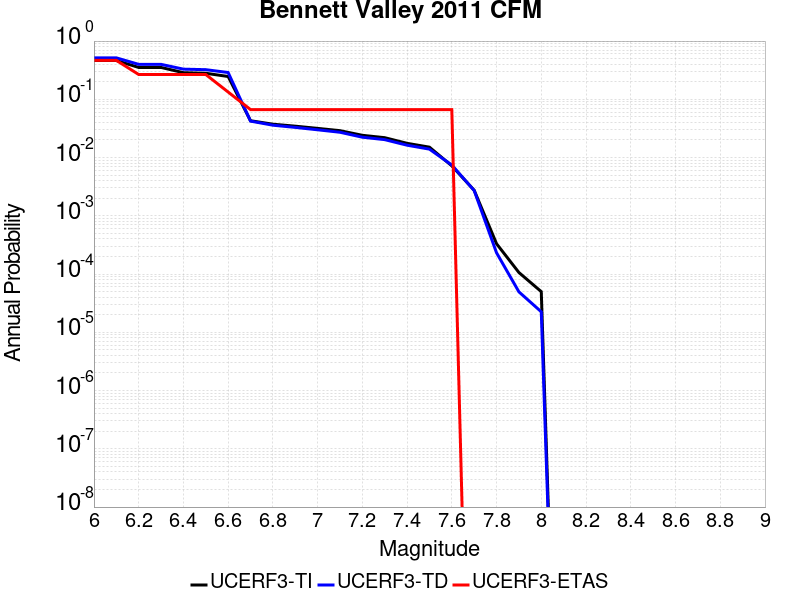 Bennett Valley 2011 CFM
10 0
10 -1
10 -2
10 -3
10 -4
10 -5
10 -6
10 -7
10 -8
Annual Probability
6 6.2 6.4 6.6 6.8 7 7.2 7.4 7.6 7.8 8 8.2 8.4 8.6 8.8 9
Magnitude
UCERF3-TI UCERF3-TD UCERF3-ETAS